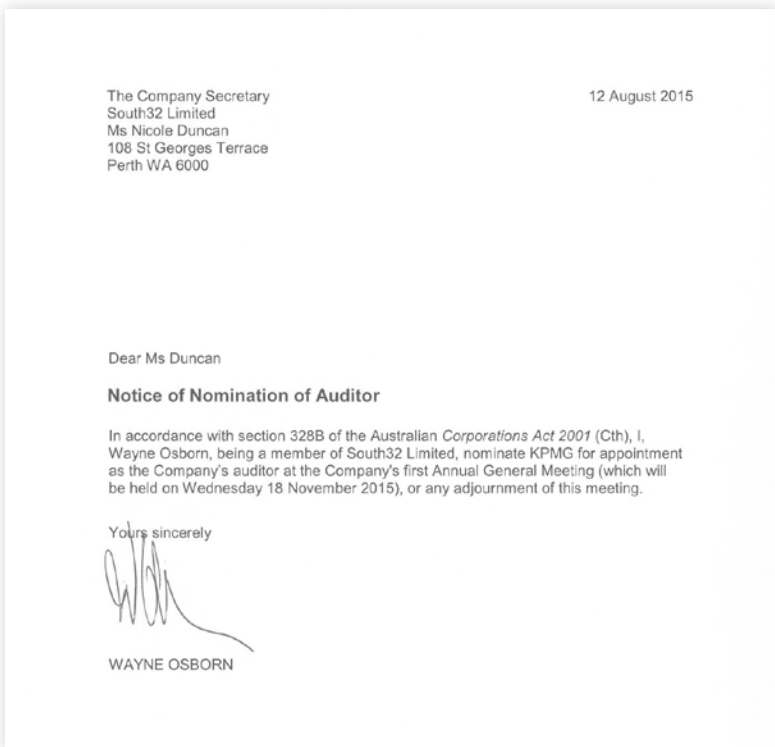 The Company Secretary
12 August 2015
South32 Limited
Ms Nicole Duncan
108 St Georges Terrace
Perth WA 6000
Dear Ms Duncan
Notice of Nomination of Auditor
In accordance with section 328B of the Australian Corporations Act 2001 (Cth), I,
Wayne Osborn, being a member of South32 Limited, nominate KPMG for appointment
as the Company's auditor at the Company's first Annual General Meeting (which will
be held on Wednesday 18 November 2015), or any adjournment of this meeting.
Yours sincerely
WAYNE OSBORN